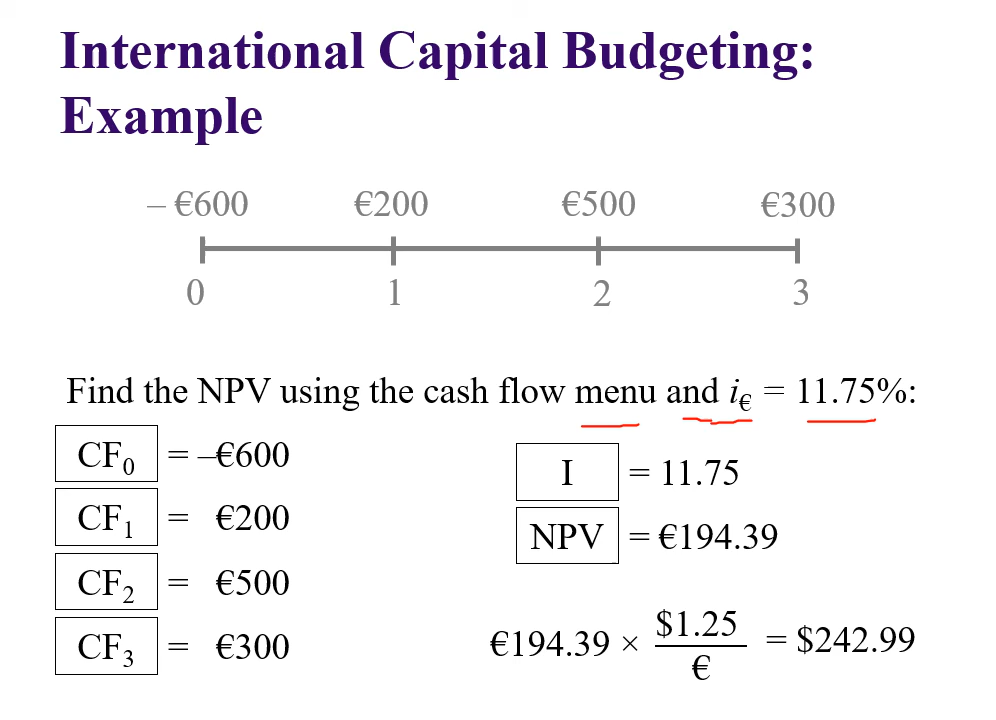 International Capital Budgeting:
Example
– €600 €200 €500 €300
0 1 2 3
Find the NPV using the cash flow menu and i€ = 11.75%:
CF0 = –€600
CF1 = €200
CF2 = €500
CF3 = €300
I = 11.75
NPV = €194.39
€194.39 × $1.25/€ = $242.99